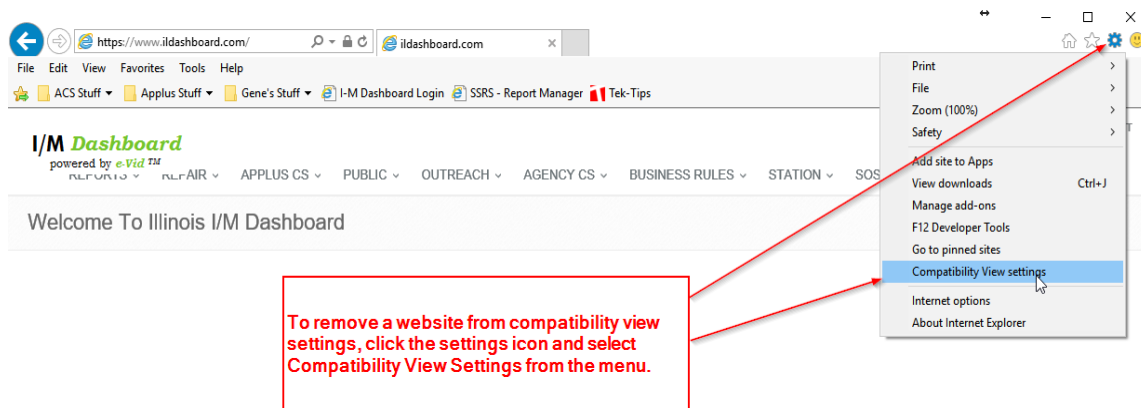 https://www.ildashboard.com/
ildashboard.com
File Edit View Favorites Tools Help
ACS Stuff Applus Stuff Gene's Stuff I-M Dashboard Login SSRS - Report Manager Tek-Tips
I/M Dashboard
powered by e-Vid TM
REPORTS REPAIR APPLUS CS PUBLIC OUTREACH AGENCY CS BUSINESS RULES STATION SOS
Welcome To Illinois I/M Dashboard
Print
File
Zoom (100%)
Safety
Add site to Apps
View downloads Ctrl+J
Manage add-ons
F12 Developer Tools
Go to pinned sites
Compatibility View settings
Internet options
About Internet Explorer
To remove a website from compatibility view
settings, click the settings icon and select
Compatibility View Settings from the menu.